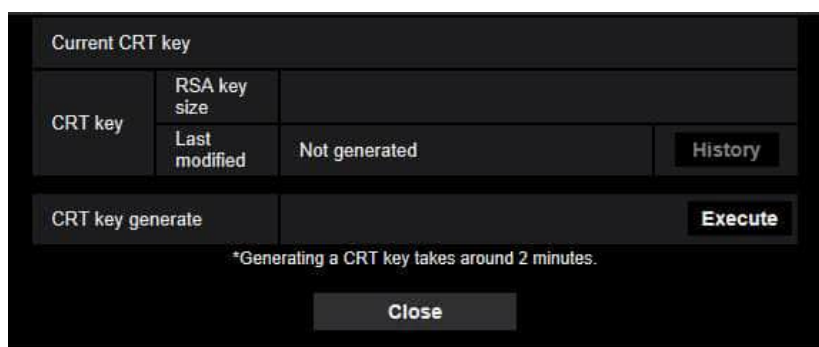 Current CRT key
CRT key
RSA key
size
Last
modified
Not generated
History
CRT key generate
Execute
*Generating a CRT key takes around 2 minutes.
Close